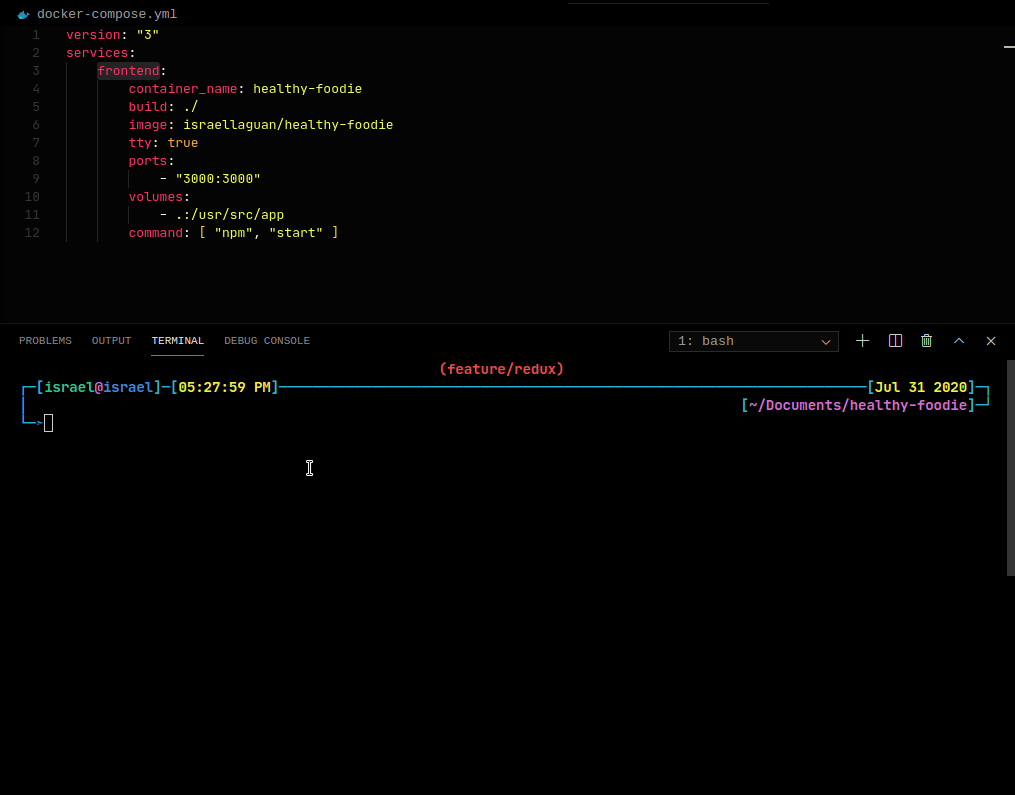 docker-compose.yml
1 version: "3"
2 services:
3 frontend:
4 container_name: healthy-foodie
5 build: ./
6 image: israellaguan/healthy-foodie
7 tty: true
8 ports:
9 - "3000:3000"
10 volumes:
11 - .:/usr/src/app
12 command: [ "npm", "start" ]
PROBLEMS OUTPUT TERMINAL DEBUG CONSOLE 1: bash
(feature/redux)
[israel@israel]-[05:27:59 PM] [Jul 31 2020]
[~/Documents/healthy-foodie]